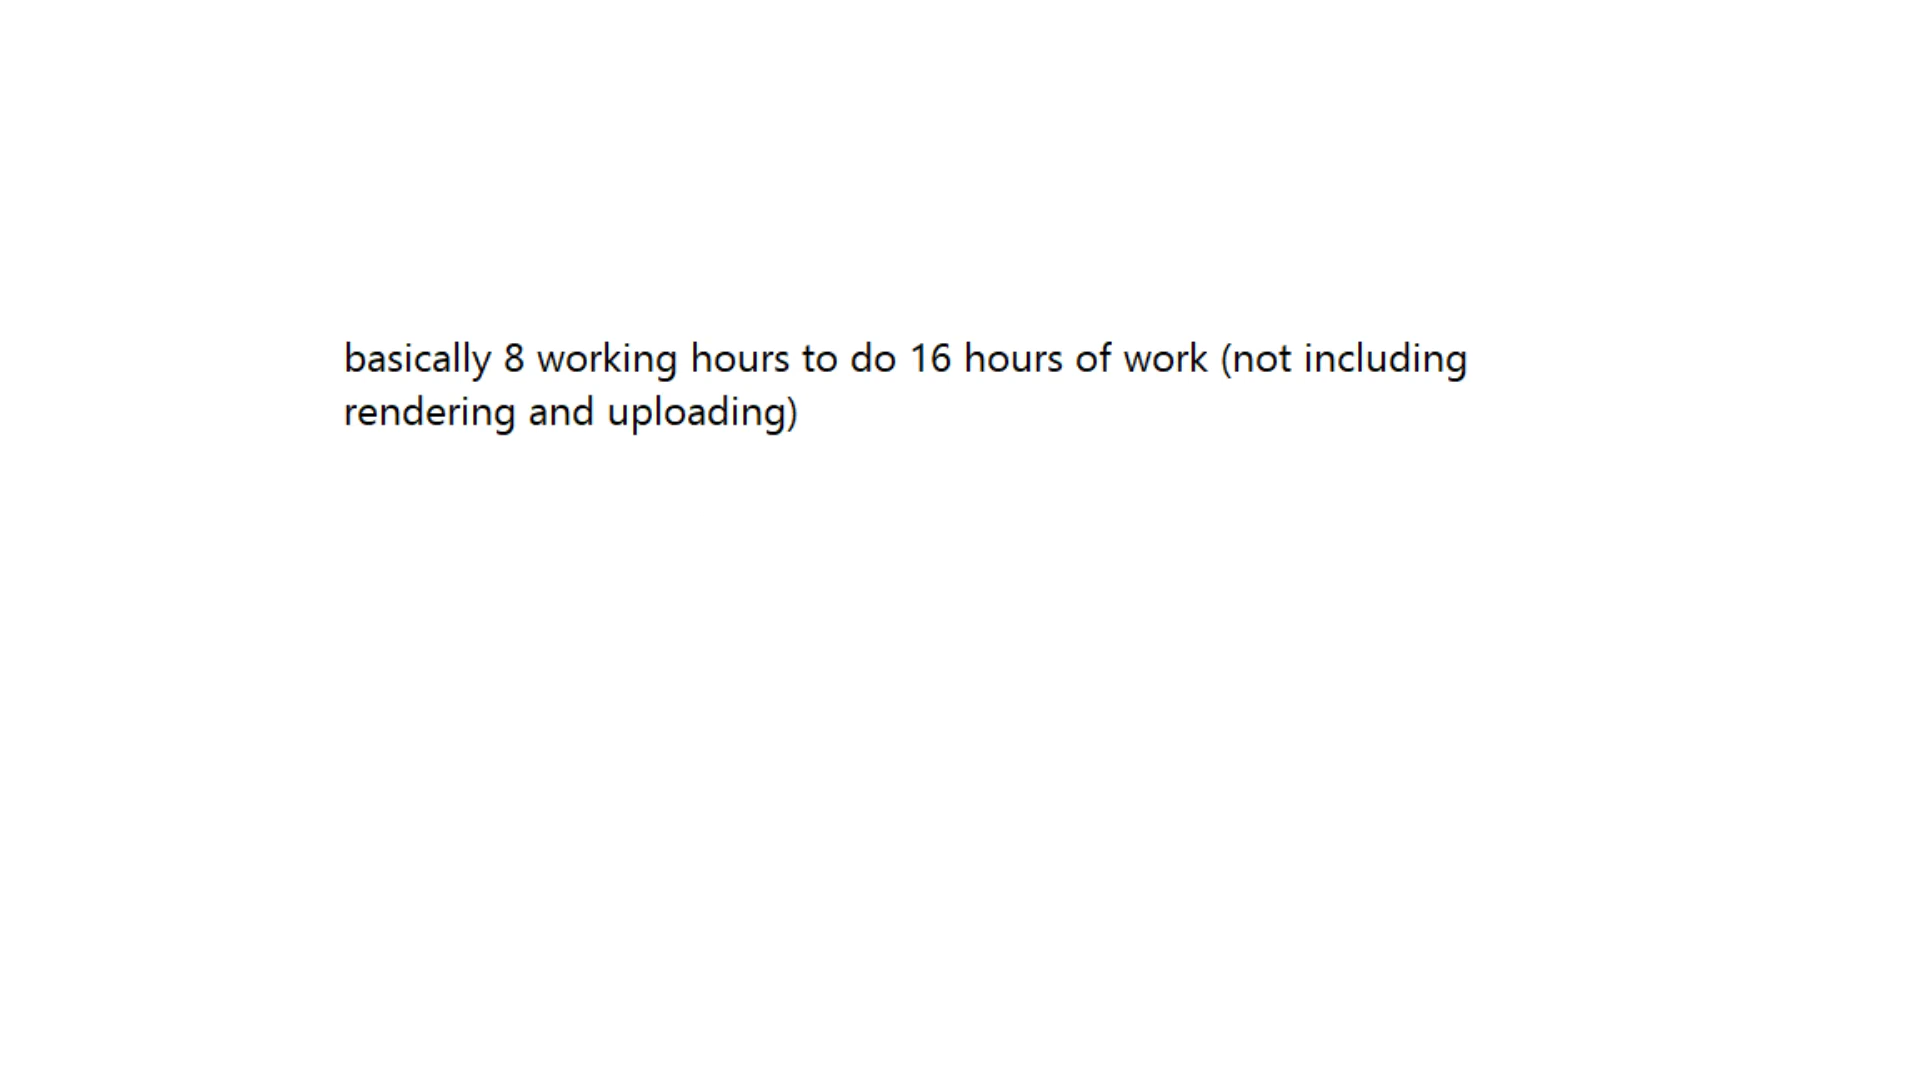 basically 8 working hours to do 16 hours of work (not including
rendering and uploading)